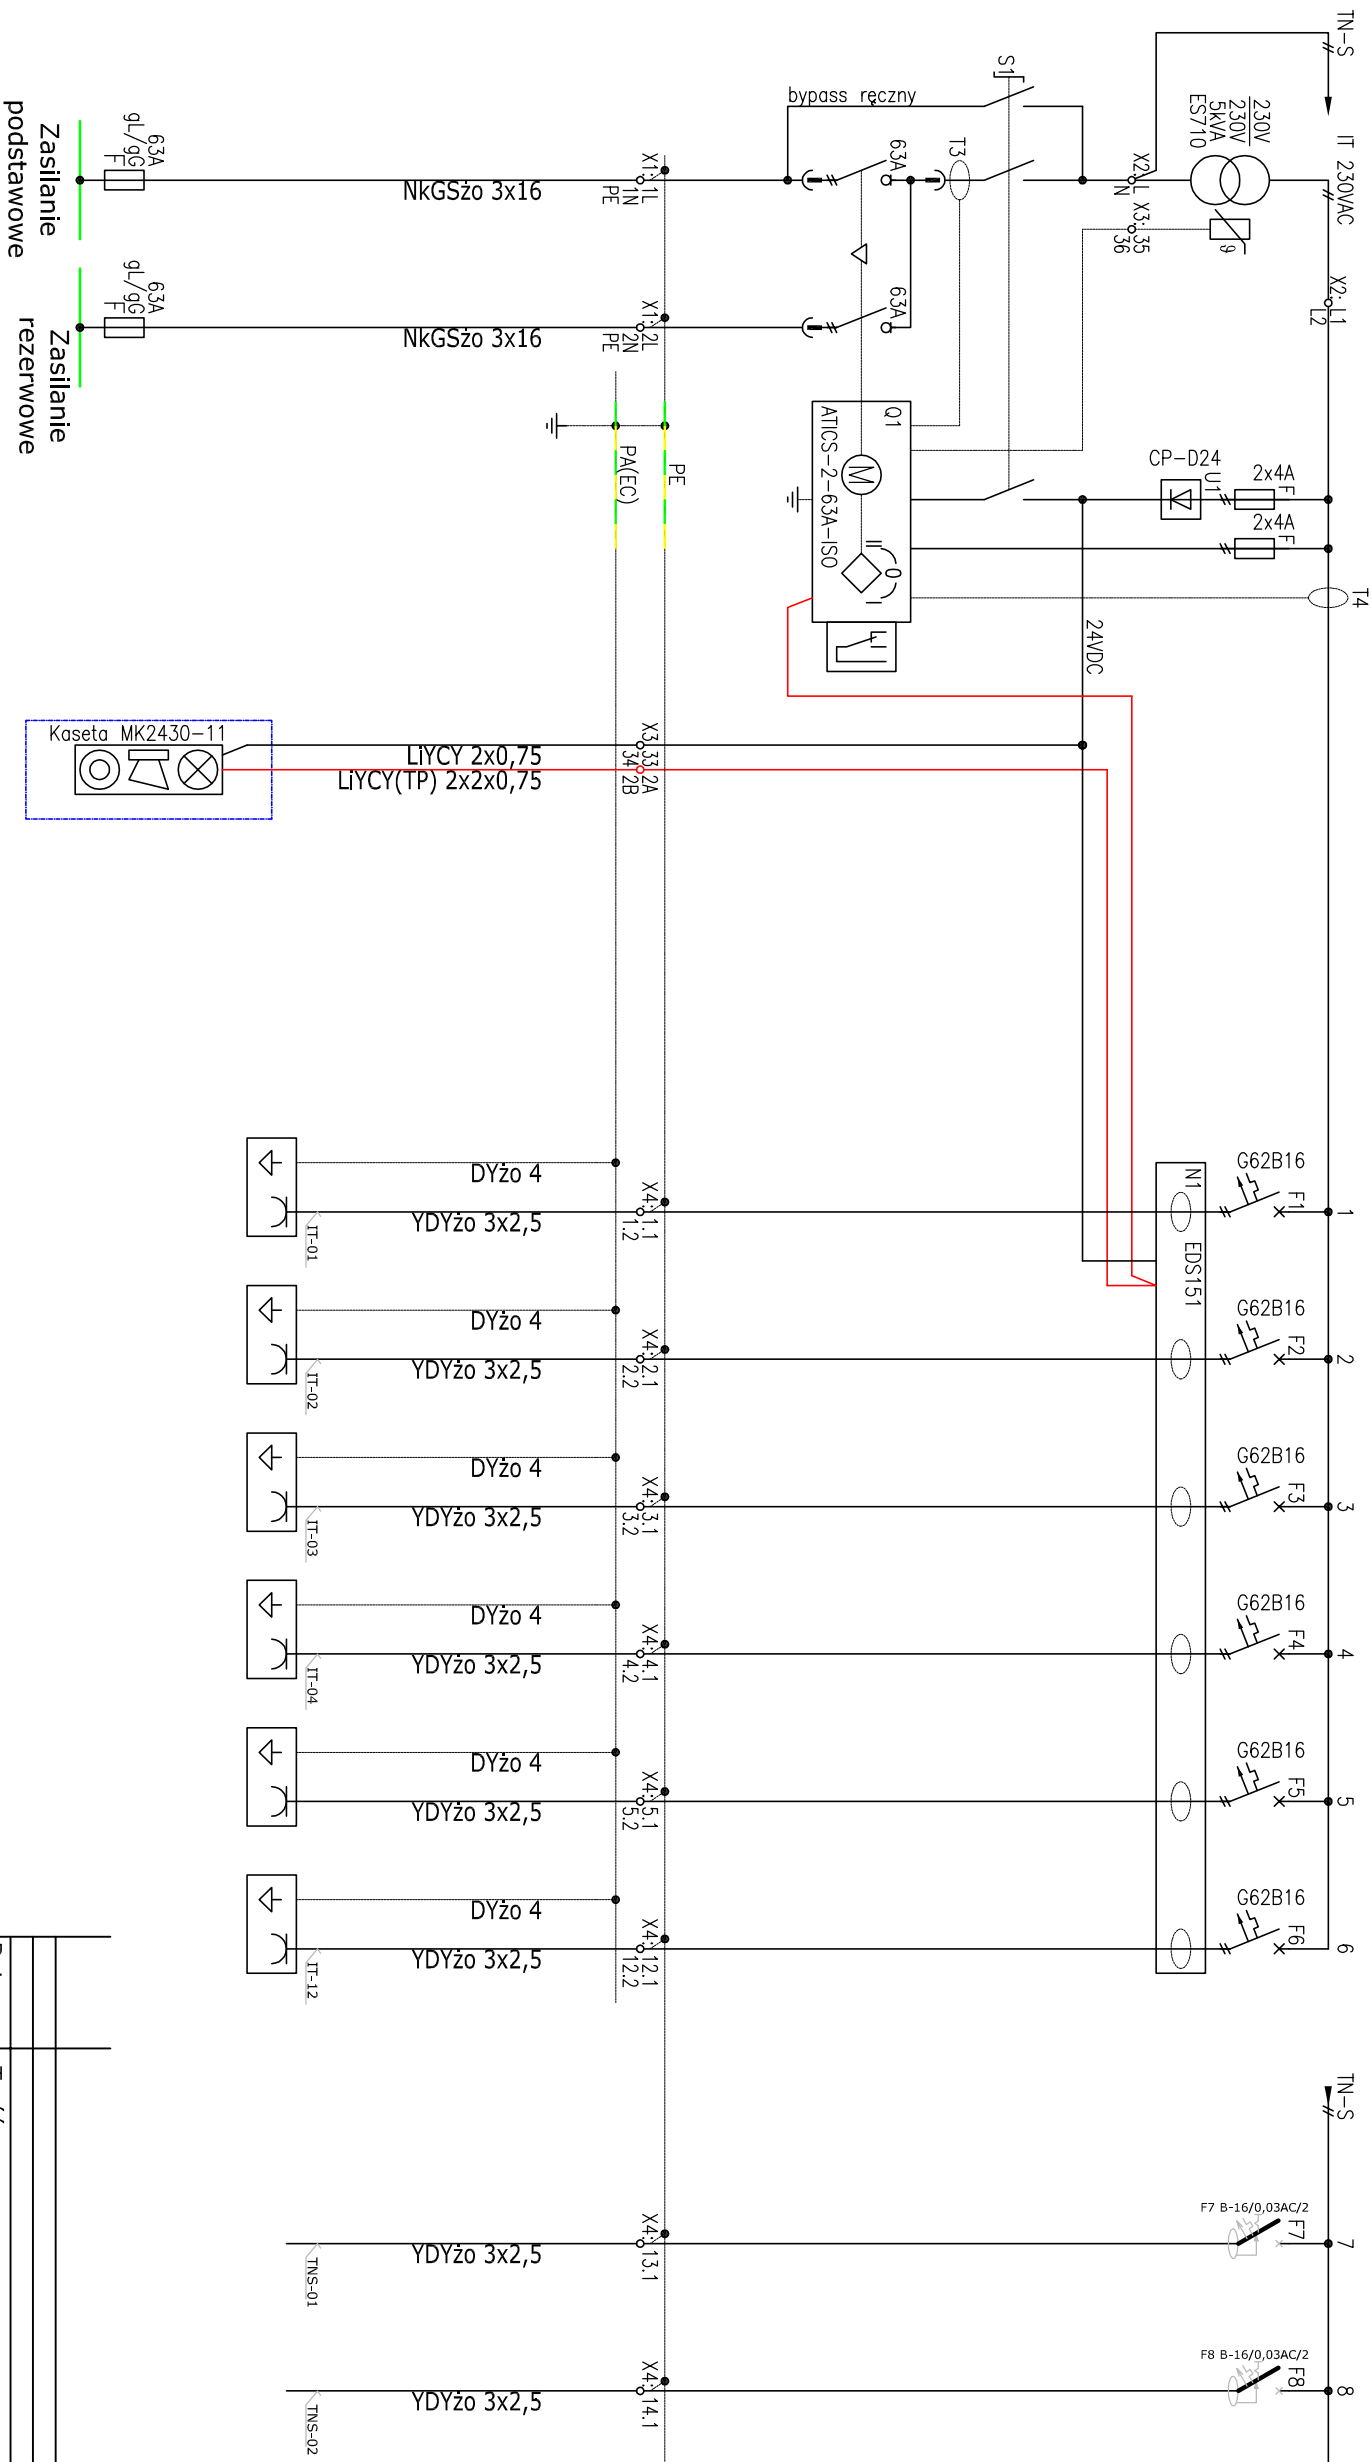 TN-S
IT 230VAC
230V
230V
5kVA
ES710
S1
bypass ręczny
T3
63A
63A
X2:L
N
X3:35
36
ϑ
X2:L1
L2
63A
gL/gG
F
NkGSżo 3x16
X1:1L
1N
PE
Zasilanie
podstawowe
63A
gL/gG
F
NkGSżo 3x16
X1:2L
2N
PE
Zasilanie
rezerwowe
PE
PA(EC)
Q1
ATICS-2-63A-ISO
M
II
0
I
CP-D24
U1
2x4A
F
2x4A
F
T4
24VDC
Kaseta MK2430-11
LiYCY 2x0,75
LiYCY(TP) 2x2x0,75
X3:33 2A
34 2B
N1
EDS151
1
G62B16
F1
DYżo 4
YDYżo 3x2,5
X4:1.1
1.2
IT-01
2
G62B16
F2
DYżo 4
YDYżo 3x2,5
X4:2.1
2.2
IT-02
3
G62B16
F3
DYżo 4
YDYżo 3x2,5
X4:3.1
3.2
IT-03
4
G62B16
F4
DYżo 4
YDYżo 3x2,5
X4:4.1
4.2
IT-04
5
G62B16
F5
DYżo 4
YDYżo 3x2,5
X4:5.1
5.2
IT-05
6
G62B16
F6
DYżo 4
YDYżo 3x2,5
X4:12.1
12.2
IT-12
TN-S
7
F7 B-16/0,03AC/2
F7
YDYżo 3x2,5
X4:13.1
TNS-01
8
F8 B-16/0,03AC/2
F8
YDYżo 3x2,5
X4:14.1
TNS-02